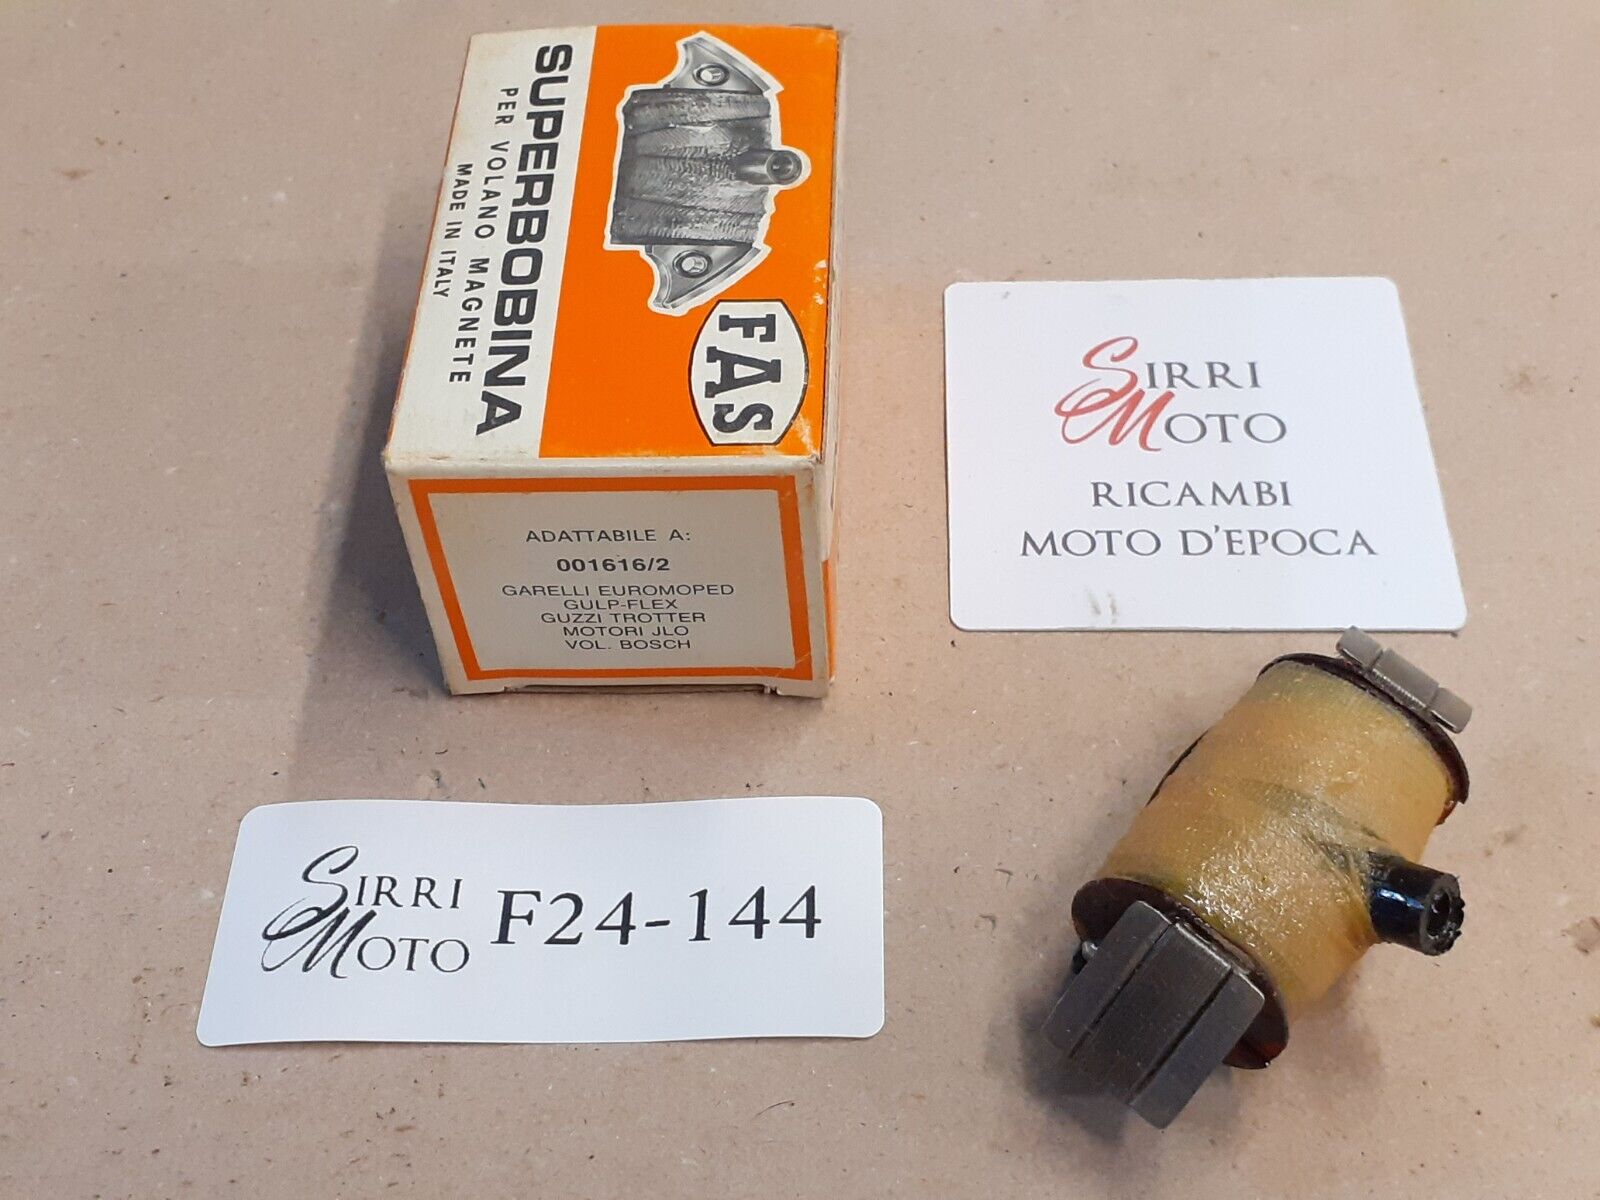 SUPERBOBINA
PER VOLANO MAGNETE
MADE IN ITALY
FAS
ADATTABILE A:
001616/2
GARELLI EUROMOPED
GULP-FLEX
GUZZI TROTTER
MOTORI JLO
VOL. BOSCH
SIRRI
MOTO
RICAMBI
MOTO D'EPOCA
SIRRI
MOTO
F24-144